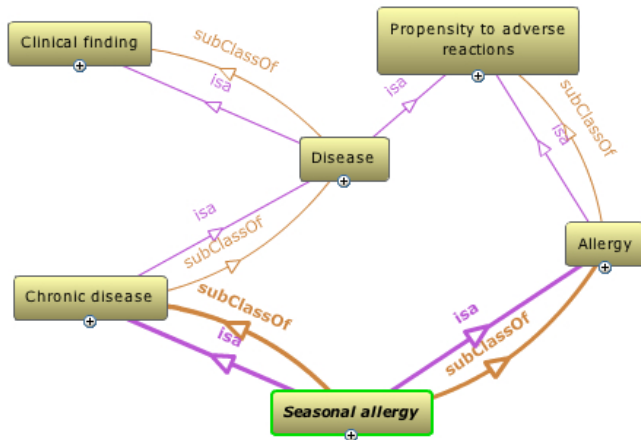 Clinical finding
Propensity to adverse
reactions
subClassOf
isa
isa
subClassOf
isa
Disease
isa
subClassOf
Allergy
Chronic disease
subClassOf
isa
isa
subClassOf
Seasonal allergy